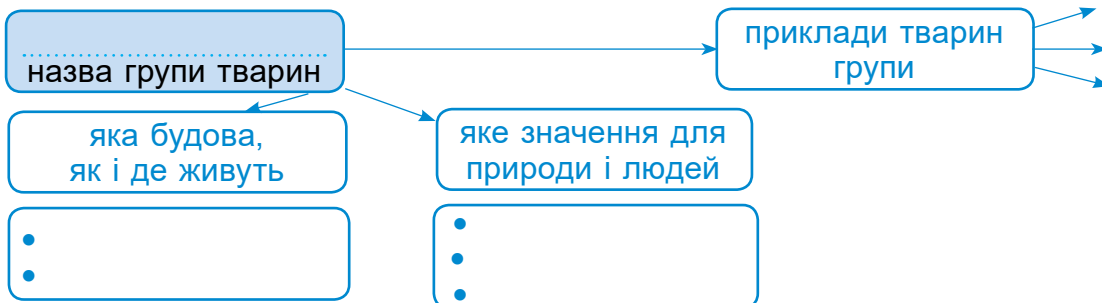 назва групи тварин
приклади тварин
групи
яка будова,
як і де живуть
яке значення для
природи і людей
•
•
•
•
•